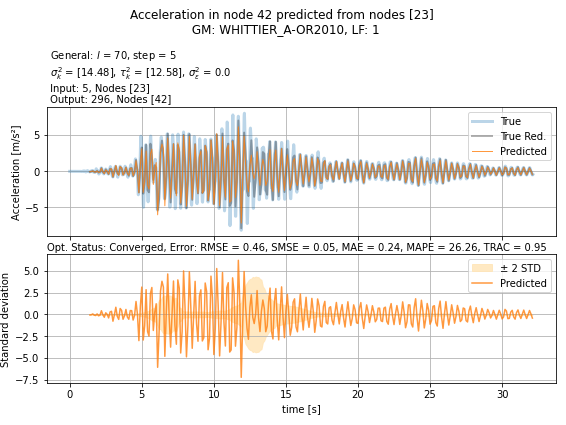 Acceleration in node 42 predicted from nodes [23]
GM: WHITTIER_A-OR2010, LF: 1
General: l = 70, step = 5
σ²ₖ = [14.48], τ²ₖ = [12.58], σ²ε = 0.0
Input: 5, Nodes [23]
Output: 296, Nodes [42]
Acceleration [m/s²]
5
0
−5
True
True Red.
Predicted
Opt. Status: Converged, Error: RMSE = 0.46, SMSE = 0.05, MAE = 0.24, MAPE = 26.26, TRAC = 0.95
Standard deviation
5.0
2.5
0.0
−2.5
−5.0
−7.5
± 2 STD
Predicted
0 5 10 15 20 25 30
time [s]